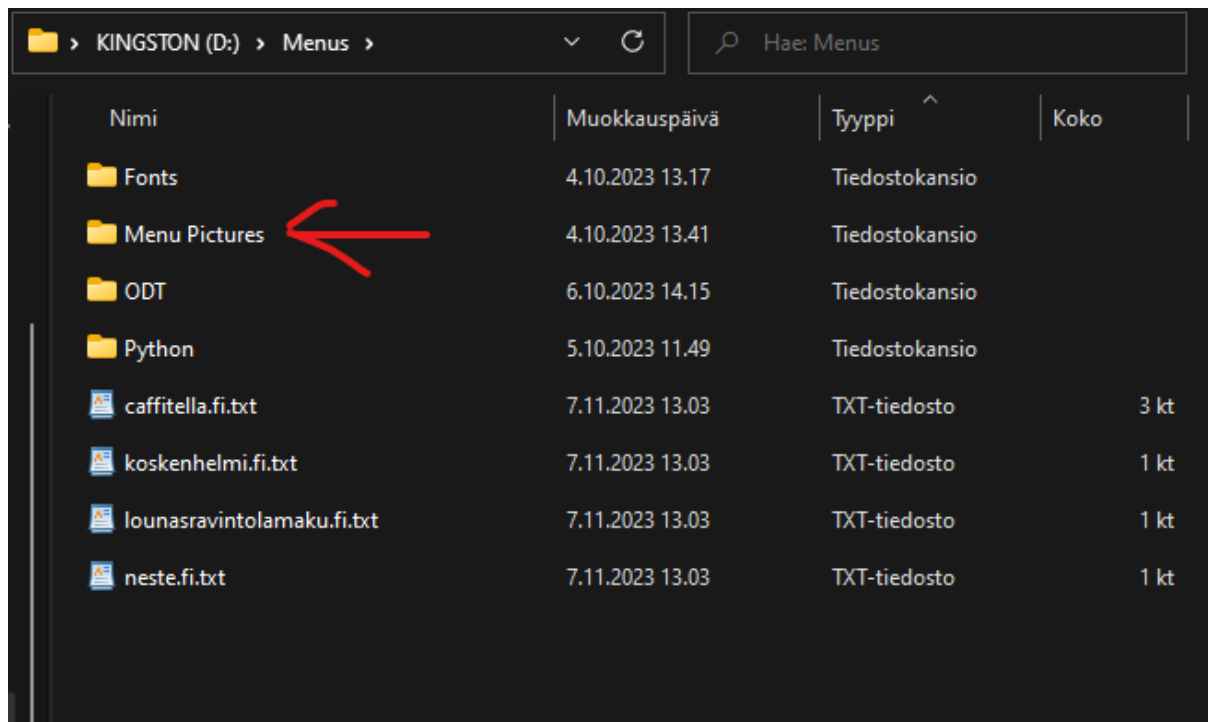 KINGSTON (D:) > Menus >
Hae: Menus
Nimi Muokkauspäivä Tyyppi Koko
Fonts 4.10.2023 13.17 Tiedostokansio
Menu Pictures 4.10.2023 13.41 Tiedostokansio
ODT 6.10.2023 14.15 Tiedostokansio
Python 5.10.2023 11.49 Tiedostokansio
caffitella.fi.txt 7.11.2023 13.03 TXT-tiedosto 3 kt
koskenhelmi.fi.txt 7.11.2023 13.03 TXT-tiedosto 1 kt
lounasravintolamaku.fi.txt 7.11.2023 13.03 TXT-tiedosto 1 kt
neste.fi.txt 7.11.2023 13.03 TXT-tiedosto 1 kt